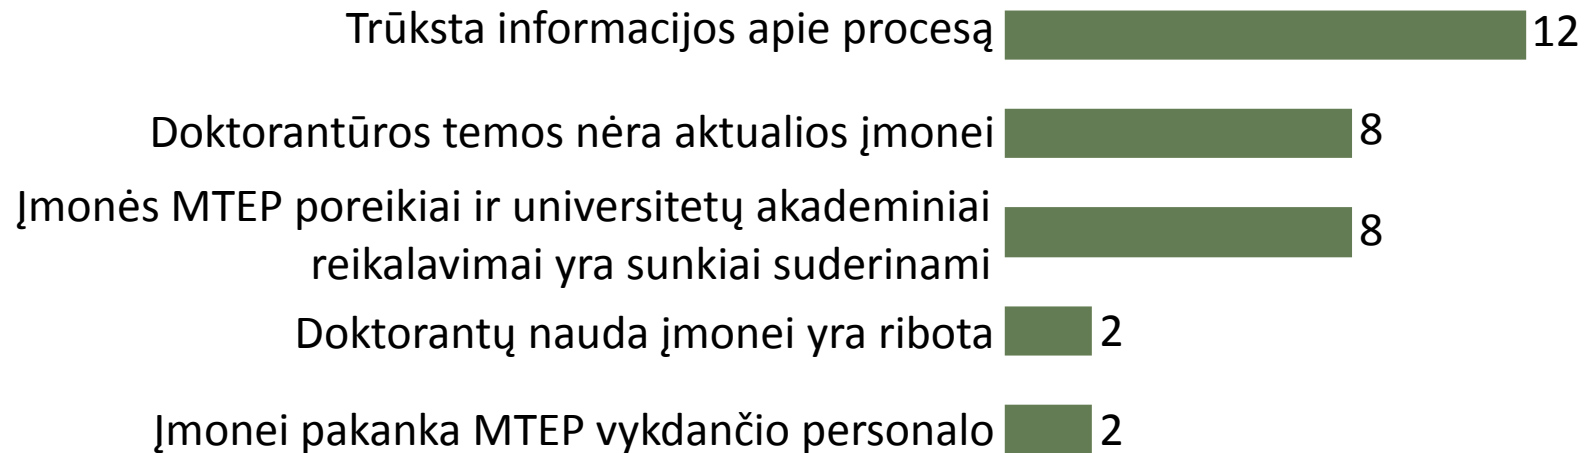 Trūksta informacijos apie procesą 12
Doktorantūros temos nėra aktualios įmonei 8
Įmonės MTEP poreikiai ir universitetų akademiniai
reikalavimai yra sunkiai suderinami 8
Doktorantų nauda įmonei yra ribota 2
Įmonei pakanka MTEP vykdančio personalo 2